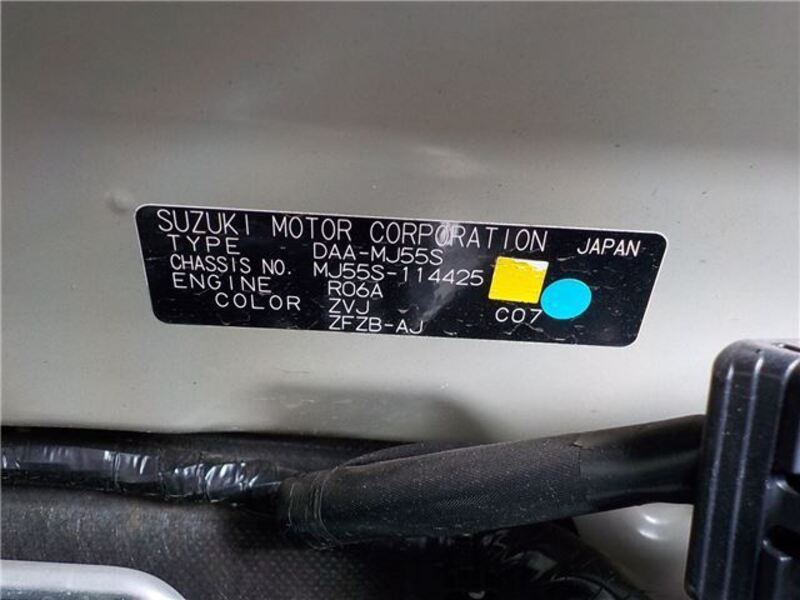 SUZUKI MOTOR CORPORATION JAPAN
TYPE DAA-MJ55S
CHASSIS NO. MJ55S-114425
ENGINE R06A
COLOR ZVJ C07
ZFZB-AJ